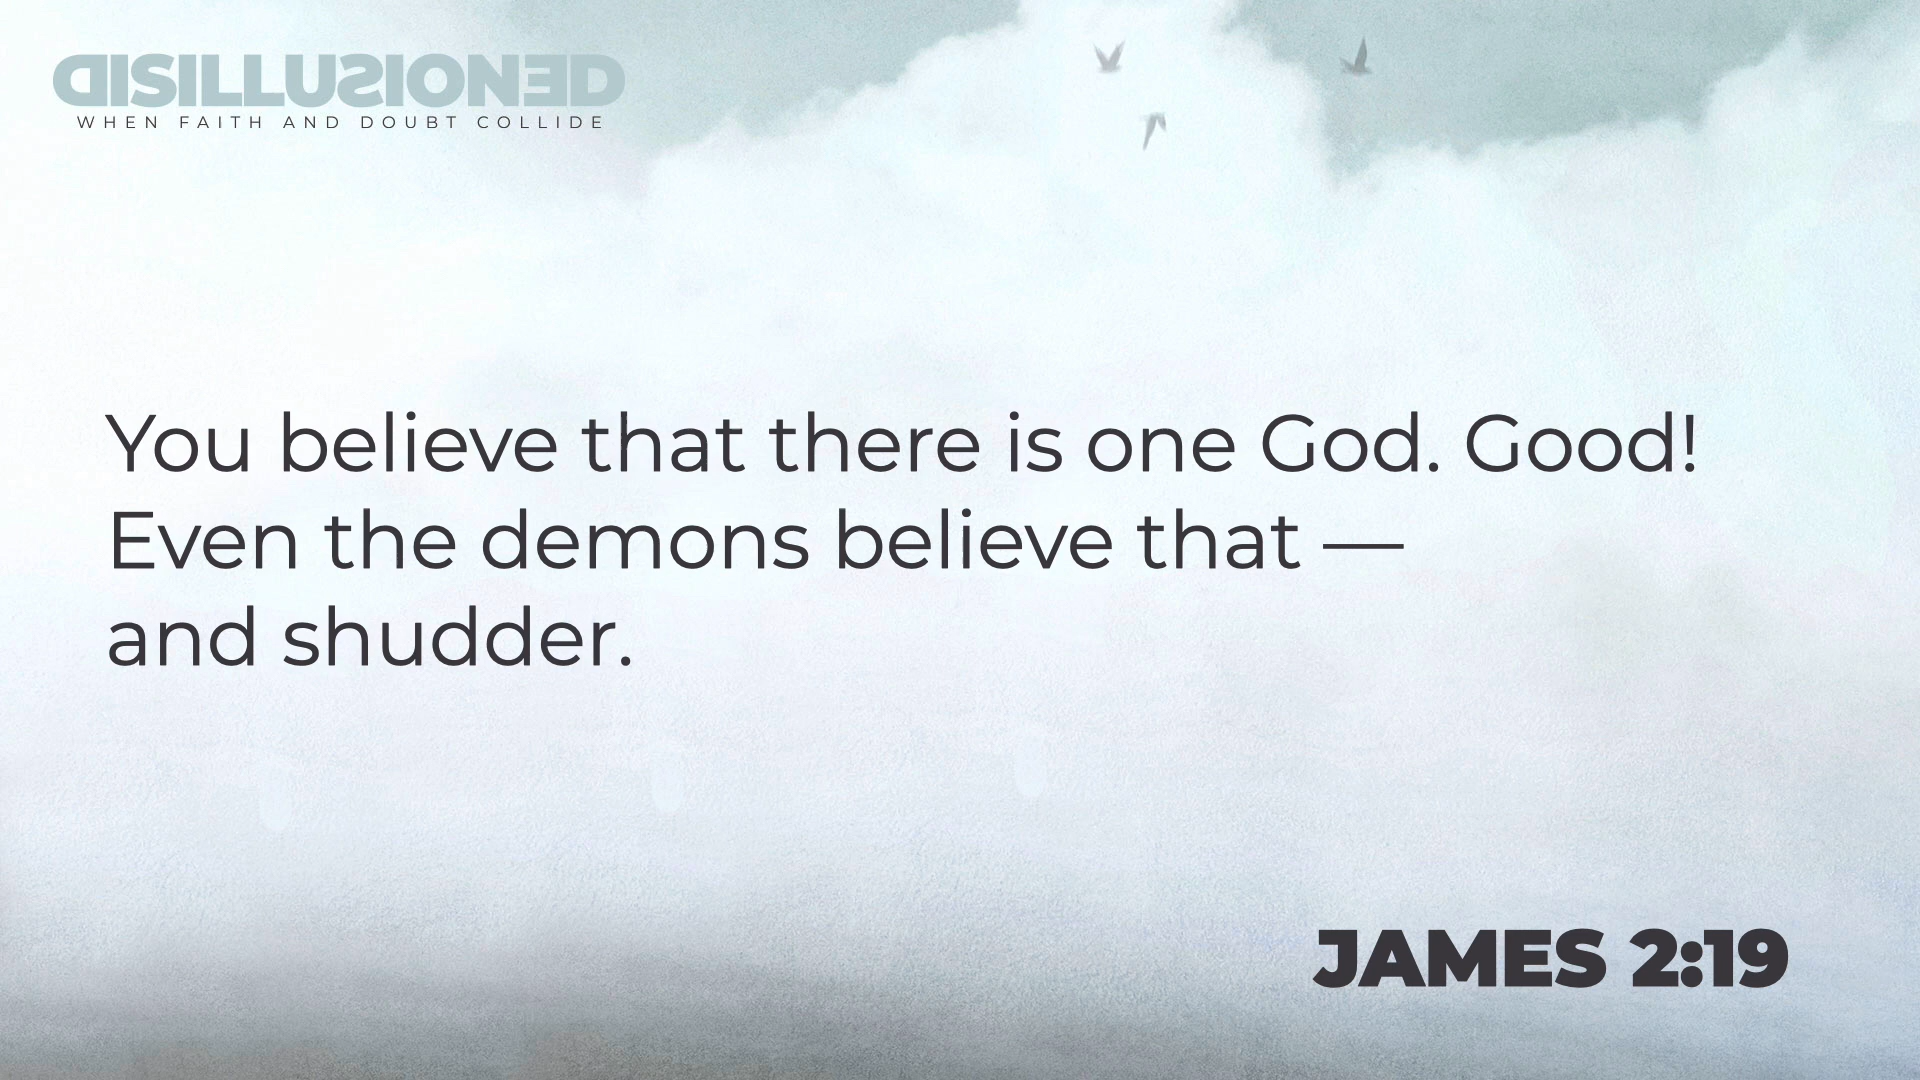 DISILLUSIONED
WHEN FAITH AND DOUBT COLLIDE
You believe that there is one God. Good!
Even the demons believe that —
and shudder.
JAMES 2:19